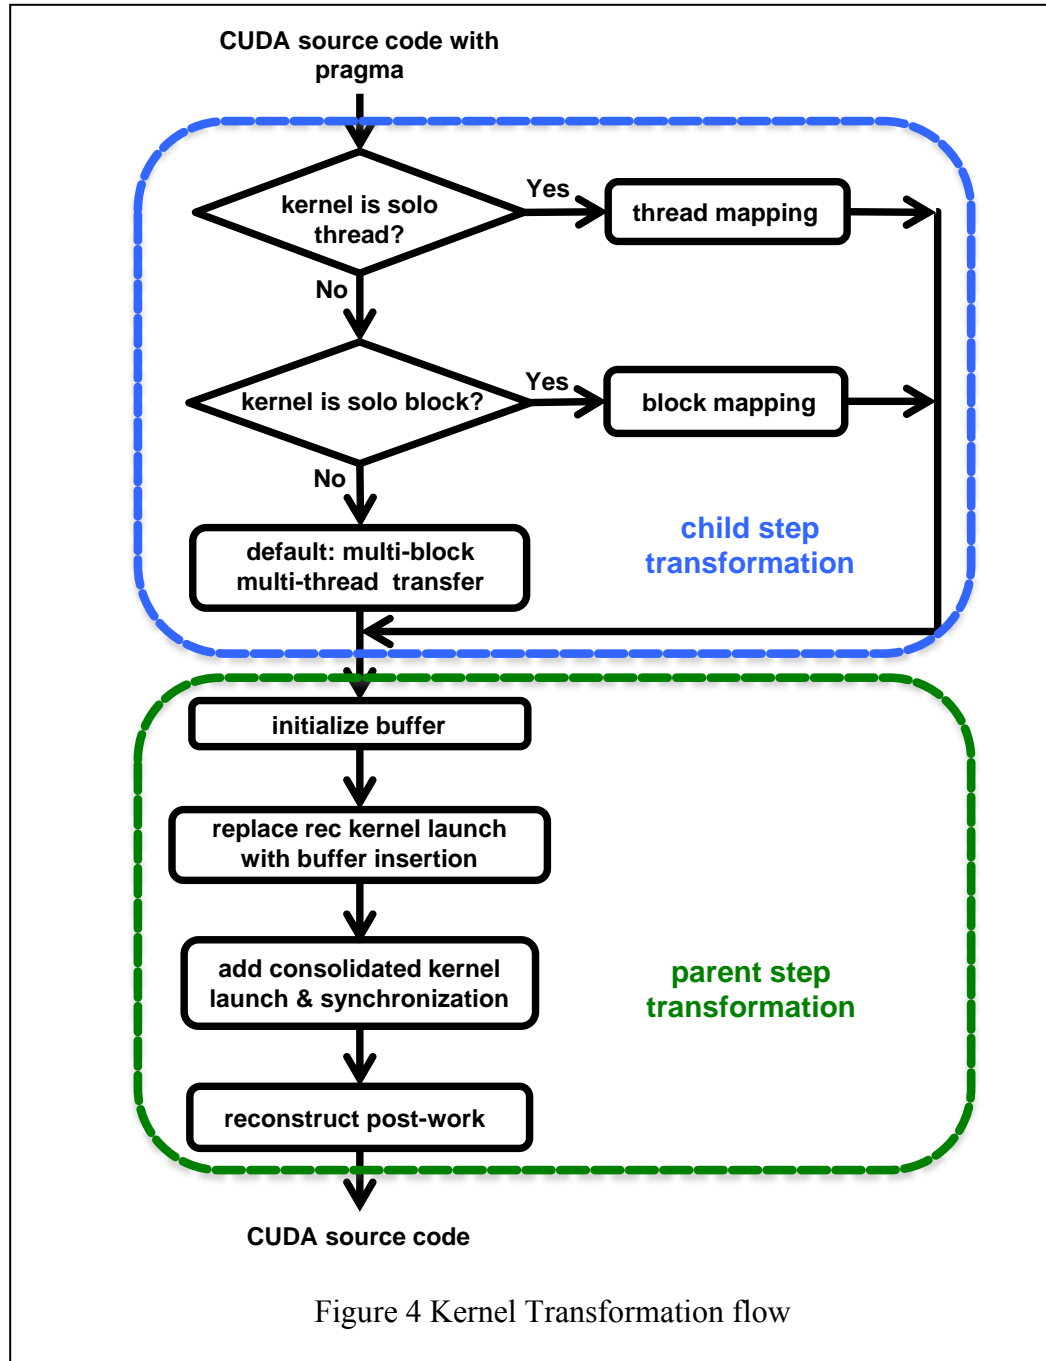 CUDA source code with
pragma
kernel is solo
thread?
Yes
thread mapping
No
kernel is solo block?
Yes
block mapping
No
default: multi-block
multi-thread transfer
child step
transformation
initialize buffer
replace rec kernel launch
with buffer insertion
add consolidated kernel
launch & synchronization
parent step
transformation
reconstruct post-work
CUDA source code
Figure 4 Kernel Transformation flow